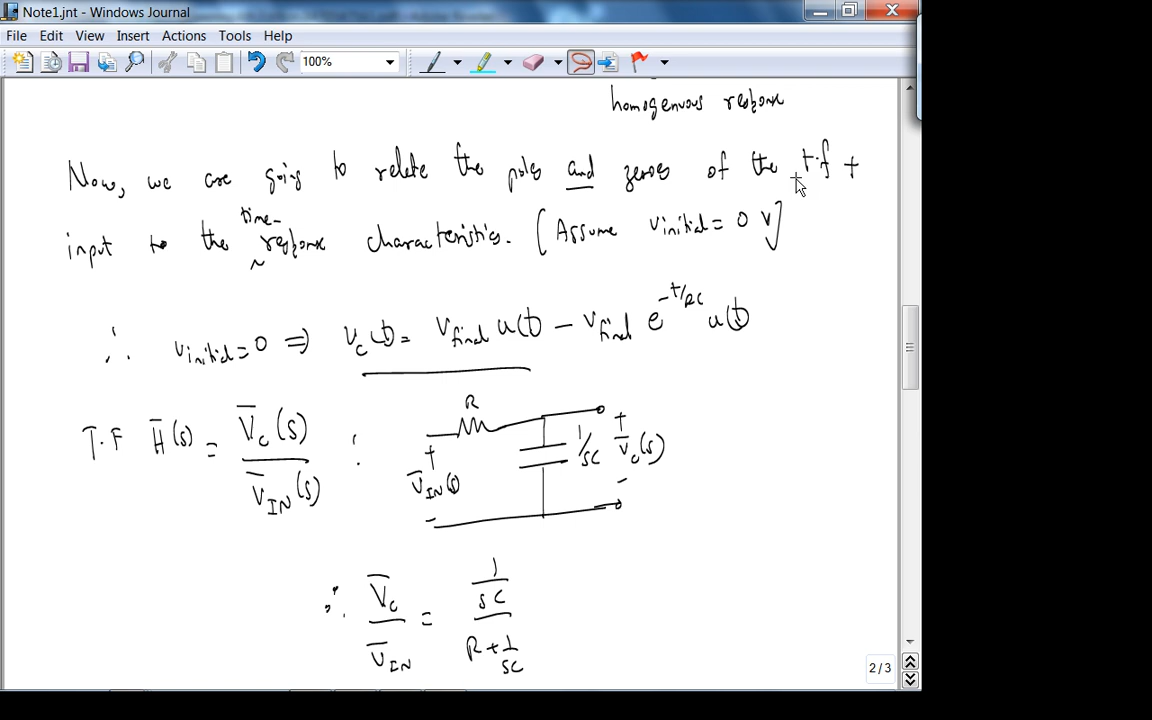 Note1.jnt - Windows Journal
File Edit View Insert Actions Tools Help
100%
homogenous response
Now, we are going to relate the poles and zeroes of the t.f +
input to the time-response characteristics. (Assume Vinitial = 0 V)
∴ Vinitial = 0 ⇒ Vc(t) = Vfinal u(t) - Vfinal e^-t/RC u(t)
T.F H̅(s) = V̅c(s) / V̅IN(s) :
R
+ V̅IN(s) -
1/sC
+ V̅c(s) -
∴ V̅c / V̅IN = (1/sC) / (R + 1/sC)
2/3